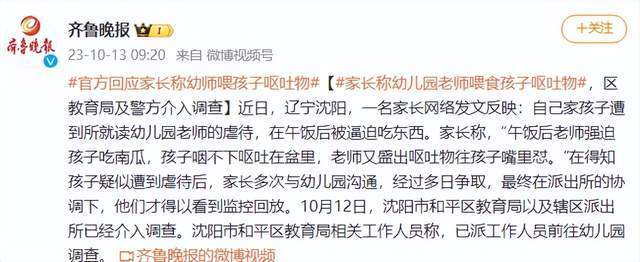 齐鲁晚报
齐鲁晚报 1
+关注
23-10-13 09:20 来自 微博视频号
#官方回应家长称幼师喂孩子呕吐物#【#家长称幼儿园老师喂食孩子呕吐物#，区
教育局及警方介入调查】近日，辽宁沈阳，一名家长网络发文反映：自己家孩子遭
到所就读幼儿园老师的虐待，在午饭后被逼迫吃东西。家长称，“午饭后老师强迫
孩子吃南瓜，孩子咽不下呕吐在盆里，老师又盛出呕吐物往孩子嘴里怼。”在得知
孩子疑似遭到虐待后，家长多次与幼儿园沟通，经过多日争取，最终在派出所的协
调下，他们才得以看到监控回放。10月12日，沈阳市和平区教育局以及辖区派出
所已经介入调查。沈阳市和平区教育局相关工作人员称，已派工作人员前往幼儿园
调查。 齐鲁晚报的微博视频